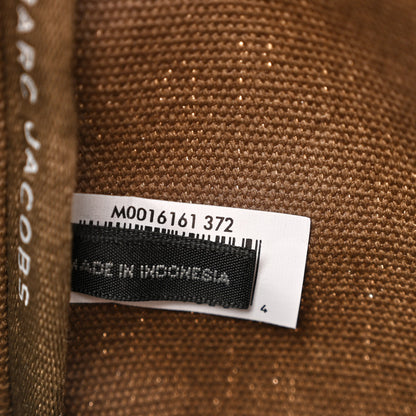 MARC JACOBS
M0016161 372
MADE IN INDONESIA
4